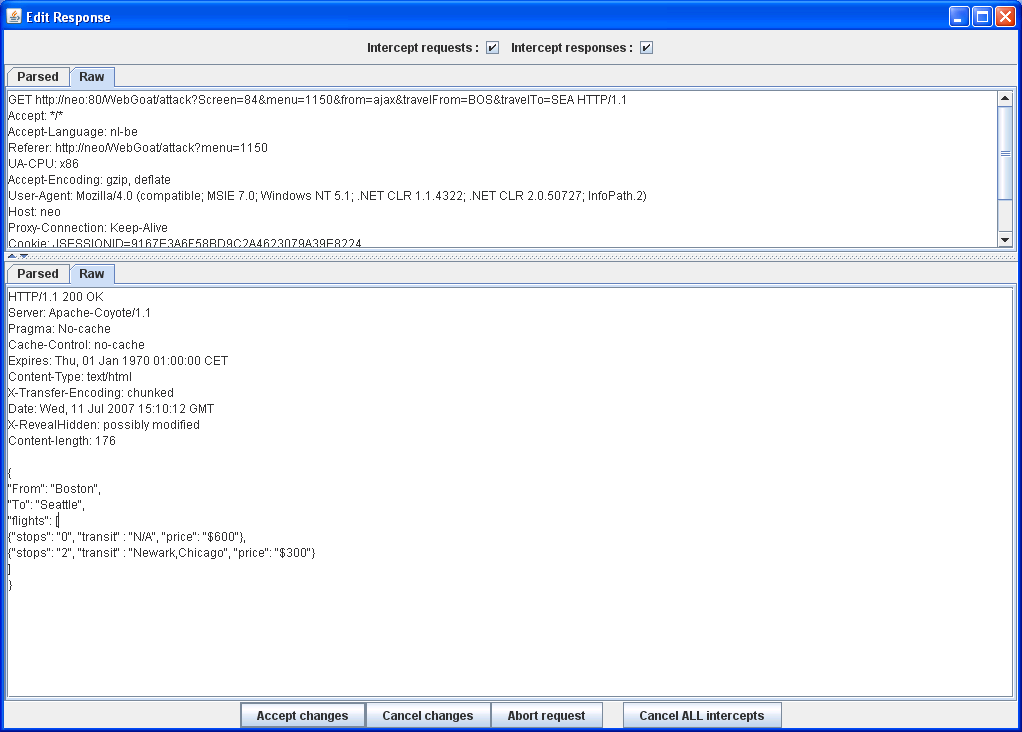 Edit Response
Intercept requests : Intercept responses :
Parsed Raw
GET http://neo:80/WebGoat/attack?Screen=84&menu=1150&from=ajax&travelFrom=BOS&travelTo=SEA HTTP/1.1
Accept: */*
Accept-Language: nl-be
Referer: http://neo/WebGoat/attack?menu=1150
UA-CPU: x86
Accept-Encoding: gzip, deflate
User-Agent: Mozilla/4.0 (compatible; MSIE 7.0; Windows NT 5.1; .NET CLR 1.1.4322; .NET CLR 2.0.50727; InfoPath.2)
Host: neo
Proxy-Connection: Keep-Alive
Cookie: JSESSIONID=9167E3A6F58BD9C2A4623079A39E8224
Parsed Raw
HTTP/1.1 200 OK
Server: Apache-Coyote/1.1
Pragma: No-cache
Cache-Control: no-cache
Expires: Thu, 01 Jan 1970 01:00:00 CET
Content-Type: text/html
X-Transfer-Encoding: chunked
Date: Wed, 11 Jul 2007 15:10:12 GMT
X-RevealHidden: possibly modified
Content-length: 176
{
"From": "Boston",
"To": "Seattle",
"flights": [
{"stops": "0", "transit" : "N/A", "price": "$600"},
{"stops": "2", "transit" : "Newark,Chicago", "price": "$300"}
]
}
Accept changes Cancel changes Abort request Cancel ALL intercepts